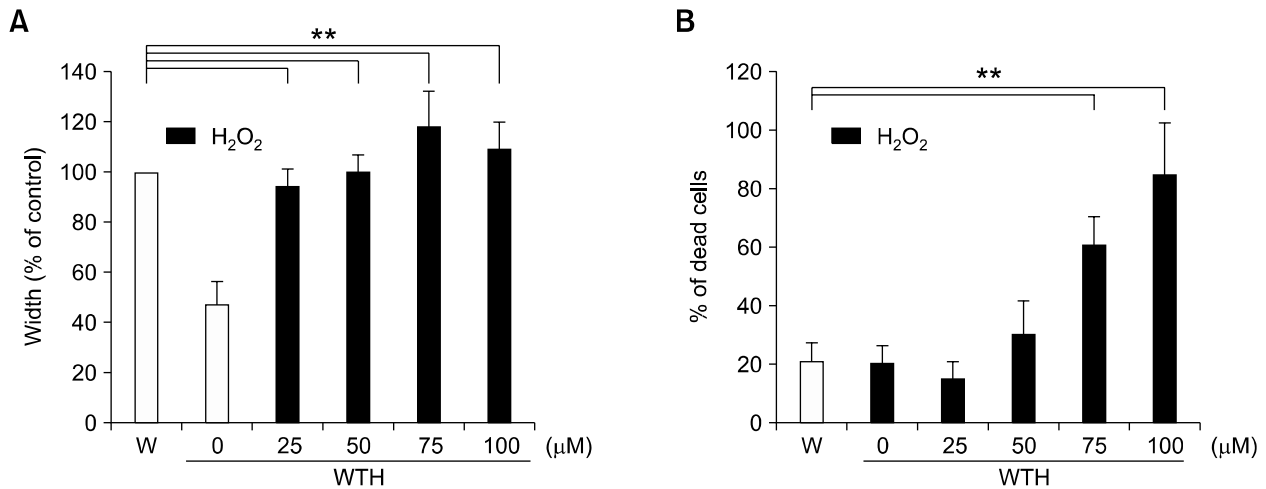 A
**
140
120
100
80
60
40
20
0
Width (% of control)
H₂O₂
W 0 25 50 75 100 (μM)
WTH
B
**
120
100
80
60
40
20
0
% of dead cells
H₂O₂
W 0 25 50 75 100 (μM)
WTH